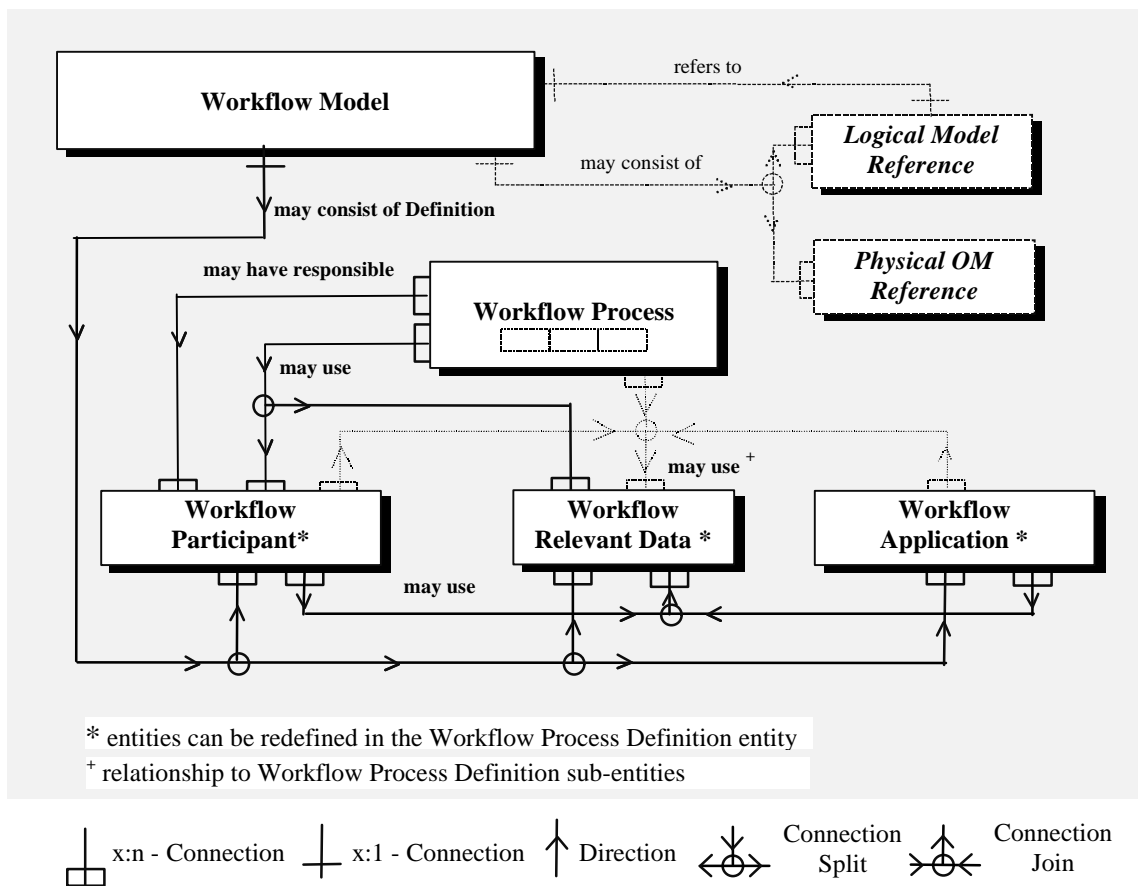 refers to
Workflow Model
Logical Model
Reference
may consist of
may consist of Definition
Physical OM
Reference
may have responsible
Workflow Process
may use
may use +
Workflow
Participant*
Workflow
Relevant Data *
Workflow
Application *
may use
* entities can be redefined in the Workflow Process Definition entity
+ relationship to Workflow Process Definition sub-entities
x:n - Connection
x:1 - Connection
Direction
Connection
Split
Connection
Join